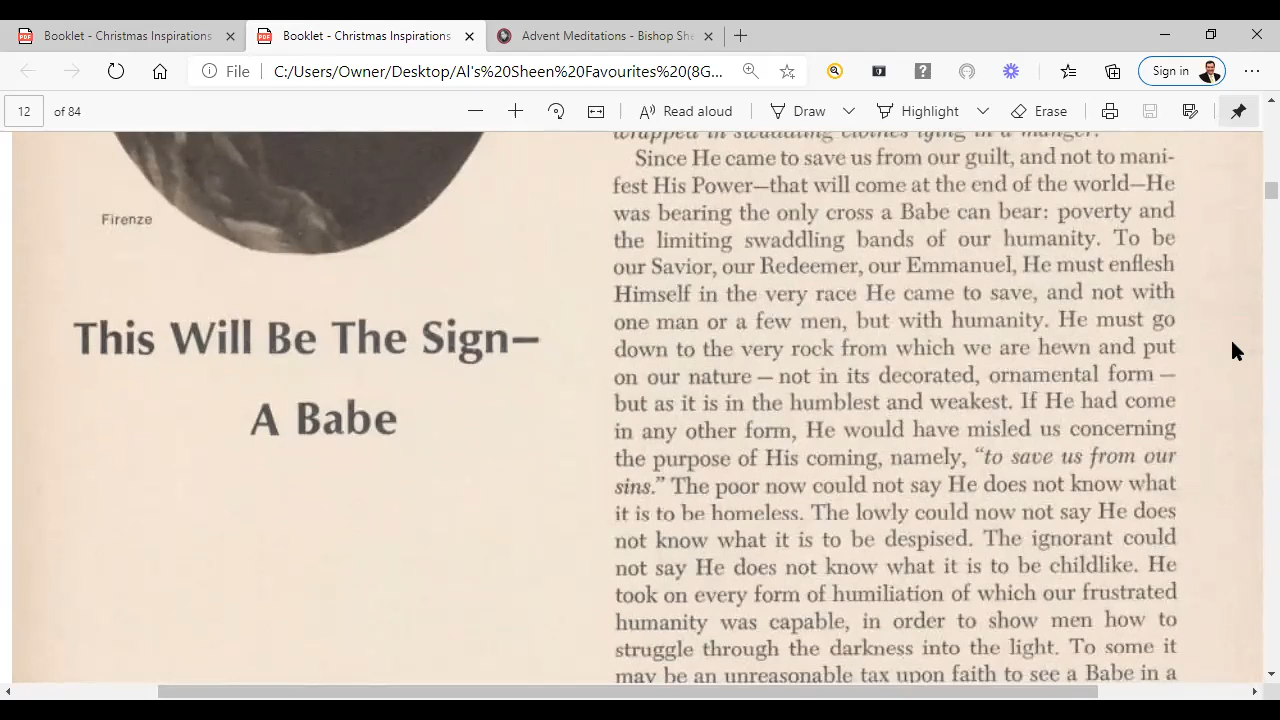 Booklet - Christmas Inspirations
Booklet - Christmas Inspirations
Advent Meditations - Bishop She
File
C:/Users/Owner/Desktop/Al's%20Sheen%20Favourites%20(8G...
Sign in
12 of 84
Read aloud
Draw
Highlight
Erase
Firenze
This Will Be The Sign—
A Babe
wrapped in swaddling clothes lying in a manger."
Since He came to save us from our guilt, and not to mani-
fest His Power—that will come at the end of the world—He
was bearing the only cross a Babe can bear: poverty and
the limiting swaddling bands of our humanity. To be
our Savior, our Redeemer, our Emmanuel, He must enflesh
Himself in the very race He came to save, and not with
one man or a few men, but with humanity. He must go
down to the very rock from which we are hewn and put
on our nature — not in its decorated, ornamental form —
but as it is in the humblest and weakest. If He had come
in any other form, He would have misled us concerning
the purpose of His coming, namely, "to save us from our
sins." The poor now could not say He does not know what
it is to be homeless. The lowly could now not say He does
not know what it is to be despised. The ignorant could
not say He does not know what it is to be childlike. He
took on every form of humiliation of which our frustrated
humanity was capable, in order to show men how to
struggle through the darkness into the light. To some it
may be an unreasonable tax upon faith to see a Babe in a